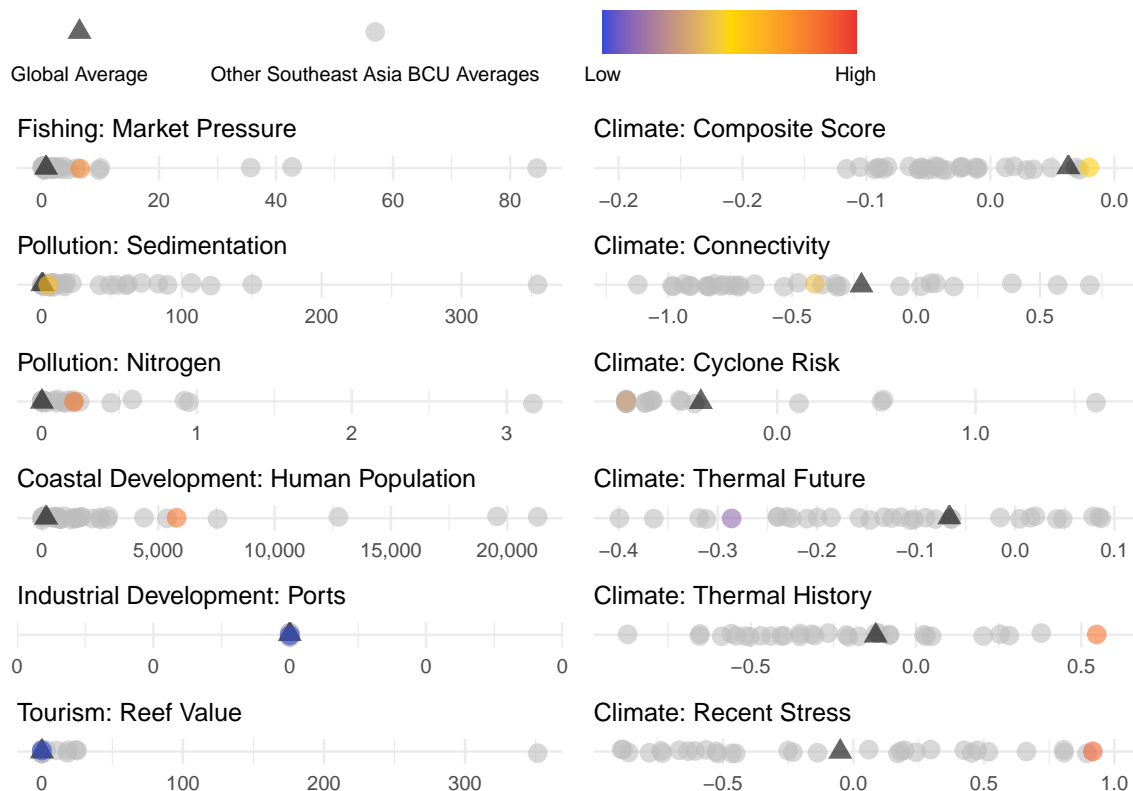 Global Average
Other Southeast Asia BCU Averages
Low
High
Fishing: Market Pressure
0 20 40 60 80
Climate: Composite Score
−0.2 −0.2 −0.1 0.0 0.0
Pollution: Sedimentation
0 100 200 300
Climate: Connectivity
−1.0 −0.5 0.0 0.5
Pollution: Nitrogen
0 1 2 3
Climate: Cyclone Risk
0.0 1.0
Coastal Development: Human Population
0 5,000 10,000 15,000 20,000
Climate: Thermal Future
−0.4 −0.3 −0.2 −0.1 0.0 0.1
Industrial Development: Ports
0 0 0 0 0
Climate: Thermal History
−0.5 0.0 0.5
Tourism: Reef Value
0 100 200 300
Climate: Recent Stress
−0.5 0.0 0.5 1.0